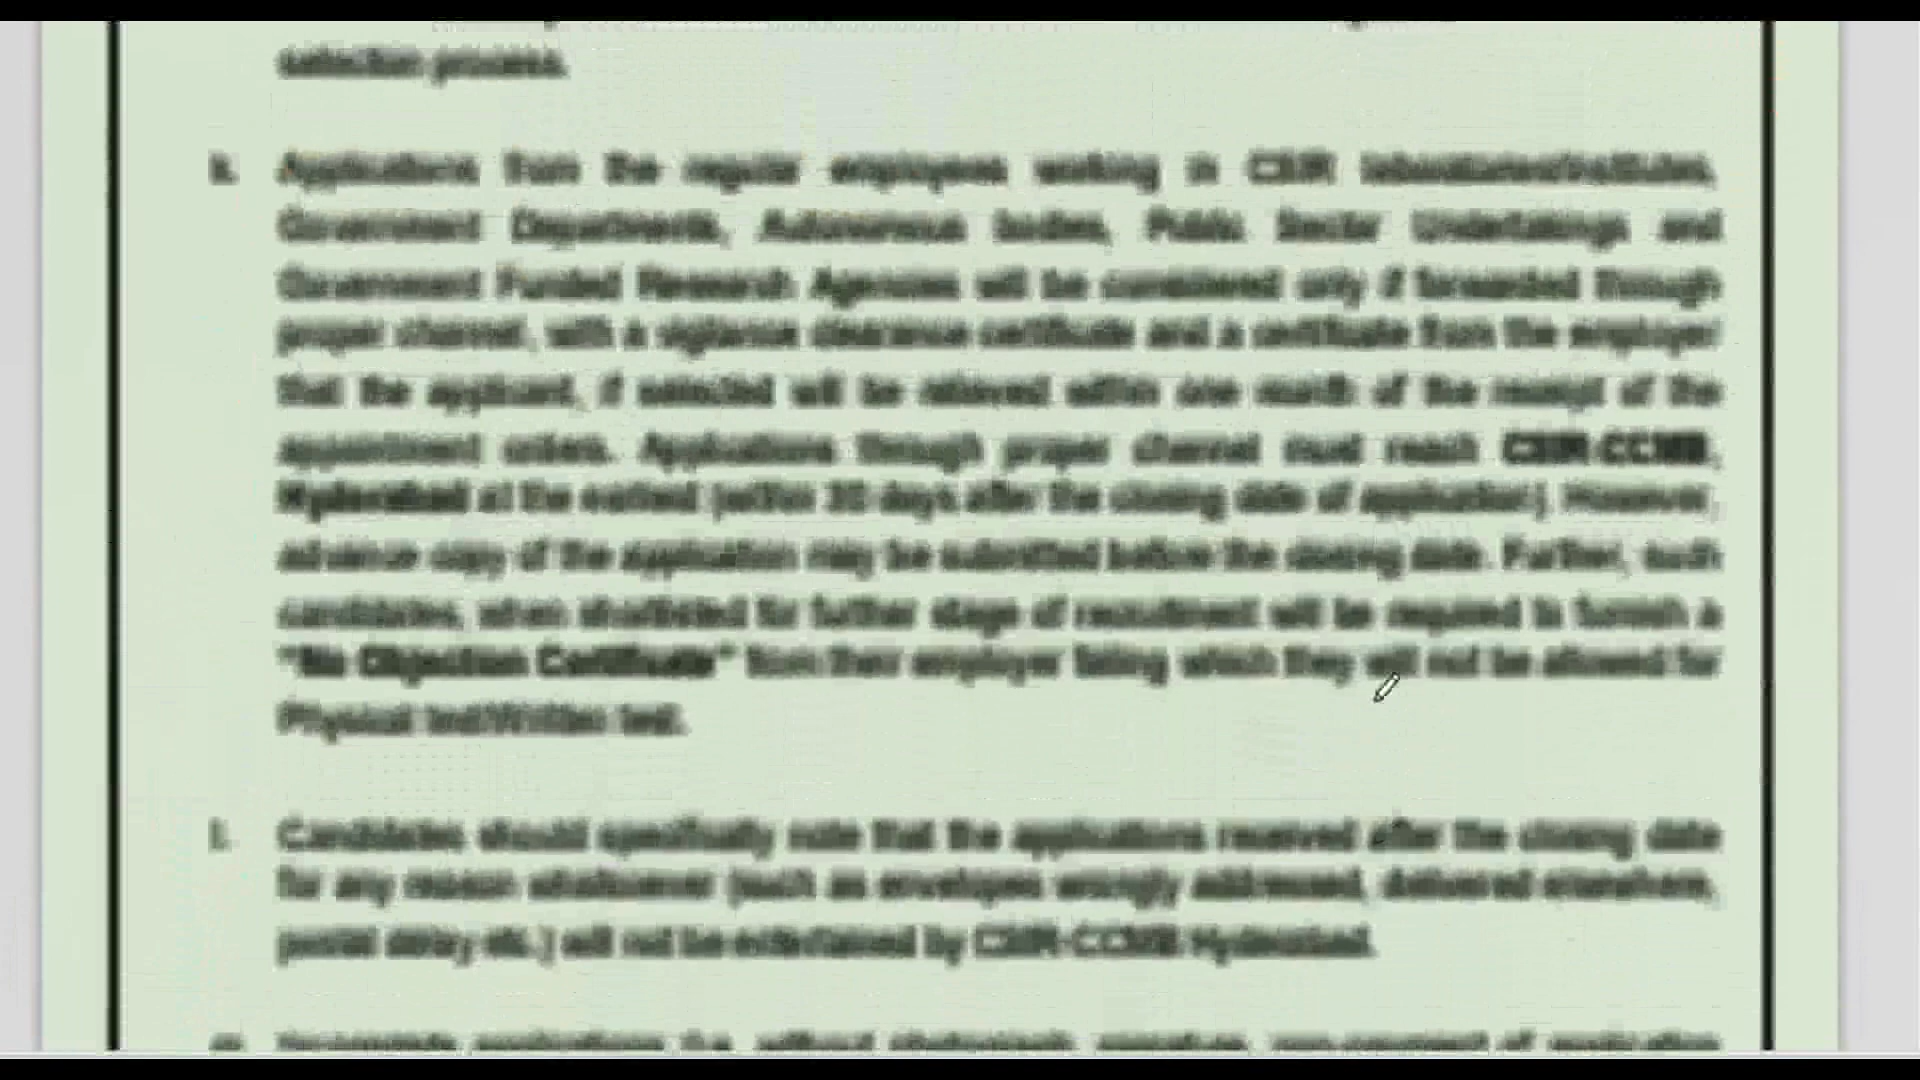 selection process.
k. Applications from the regular employees working in CSIR laboratories/institutes,
Government Departments, Autonomous bodies, Public Sector Undertakings and
Government Funded Research Agencies will be considered only if forwarded through
proper channel, with a vigilance clearance certificate and a certificate from the employer
that the applicant, if selected will be relieved within one month of the receipt of the
appointment orders. Applications through proper channel must reach CSIR-CCMB,
Hyderabad at the earliest (within days after the closing date of application). However,
advance copy of the application may be submitted before the closing date. Further, such
candidates, when shortlisted for further stage of recruitment will be required to furnish a
"No Objection Certificate" from their employer failing which they will not be allowed for
Physical test/Written test.
l. Candidates should specifically note that the applications received after the closing date
for any reason whatsoever (such as envelopes wrongly addressed, delivered elsewhere,
postal delay etc.) will not be entertained by CSIR-CCMB Hyderabad.
applications without